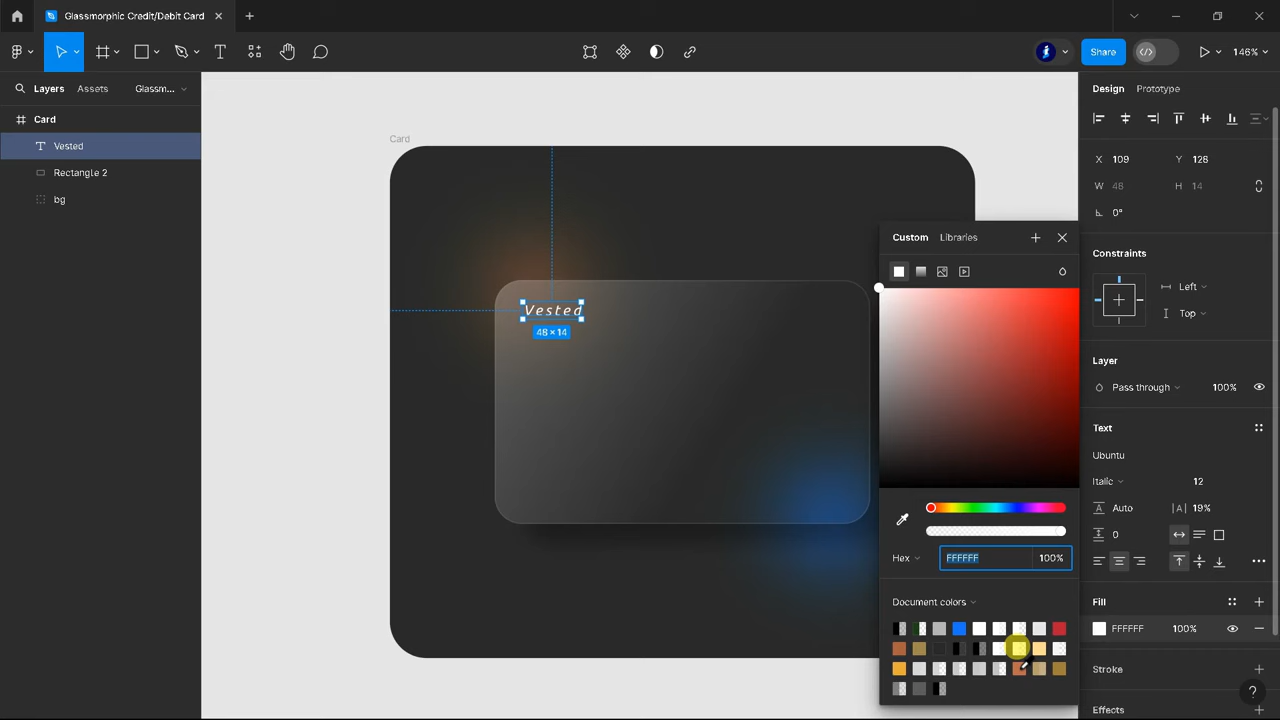 Glassmorphic Credit/Debit Card
Share
146%
Layers
Assets
Glassm...
Design
Prototype
Card
Vested
Rectangle 2
bg
Card
Vested
48 × 14
X
109
Y
126
W
48
H
14
0°
Constraints
Left
Top
Layer
Pass through
100%
Text
Ubuntu
Italic
12
Auto
|A|
19%
0
Fill
FFFFFF
100%
Stroke
Effects
?
Custom
Libraries
Hex
FFFFFF
100%
Document colors